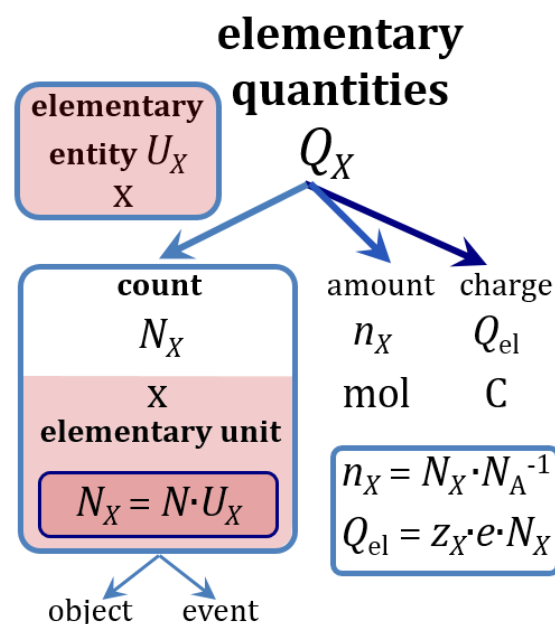 elementary
quantities
elementary
entity U_X
x
Q_X
count
N_X
x
elementary unit
N_X = N·U_X
object event
amount charge
n_X Q_el
mol C
n_X = N_X·N_A^-1
Q_el = z_X·e·N_X